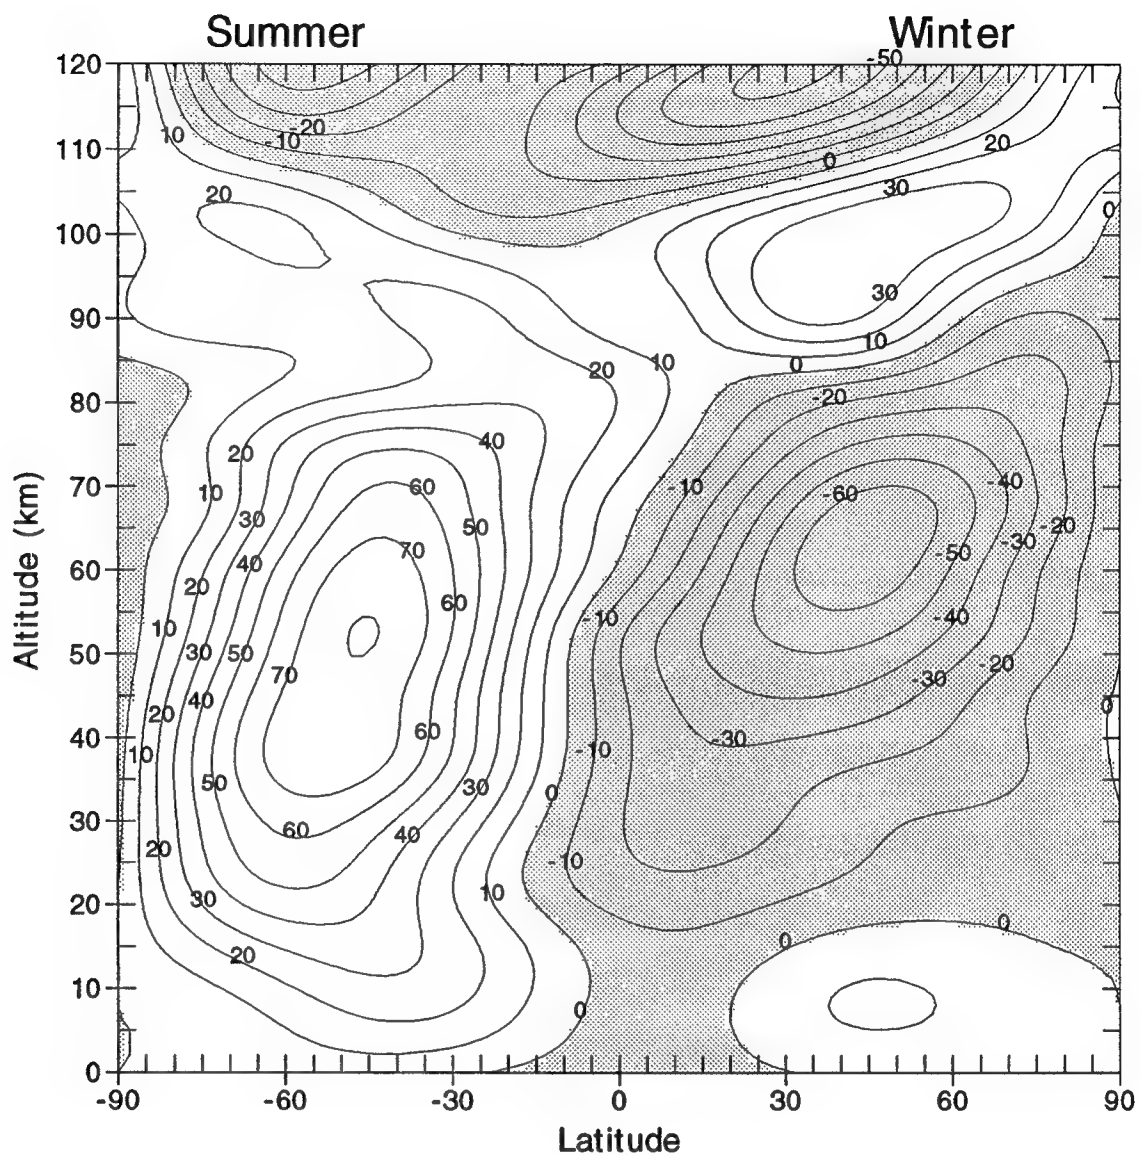 Summer Winter
120 -50
10 -20 -10 20
110 0
20 30 0
100
30
90 10
20 10 0
80 -20
40
20
70 10 60 -10 -60 -40
30 50 -20
40 70 -30
60 -50
20
60
10 -10 -40
50 30 50 -20
70 -30
20 40 0
40 10 60 -10 -30
50 30 0
30 60 40
20 -10
30 10
20 0
20 0
10
0
0
-90 -60 -30 0 30 60 90
Altitude (km)
Latitude